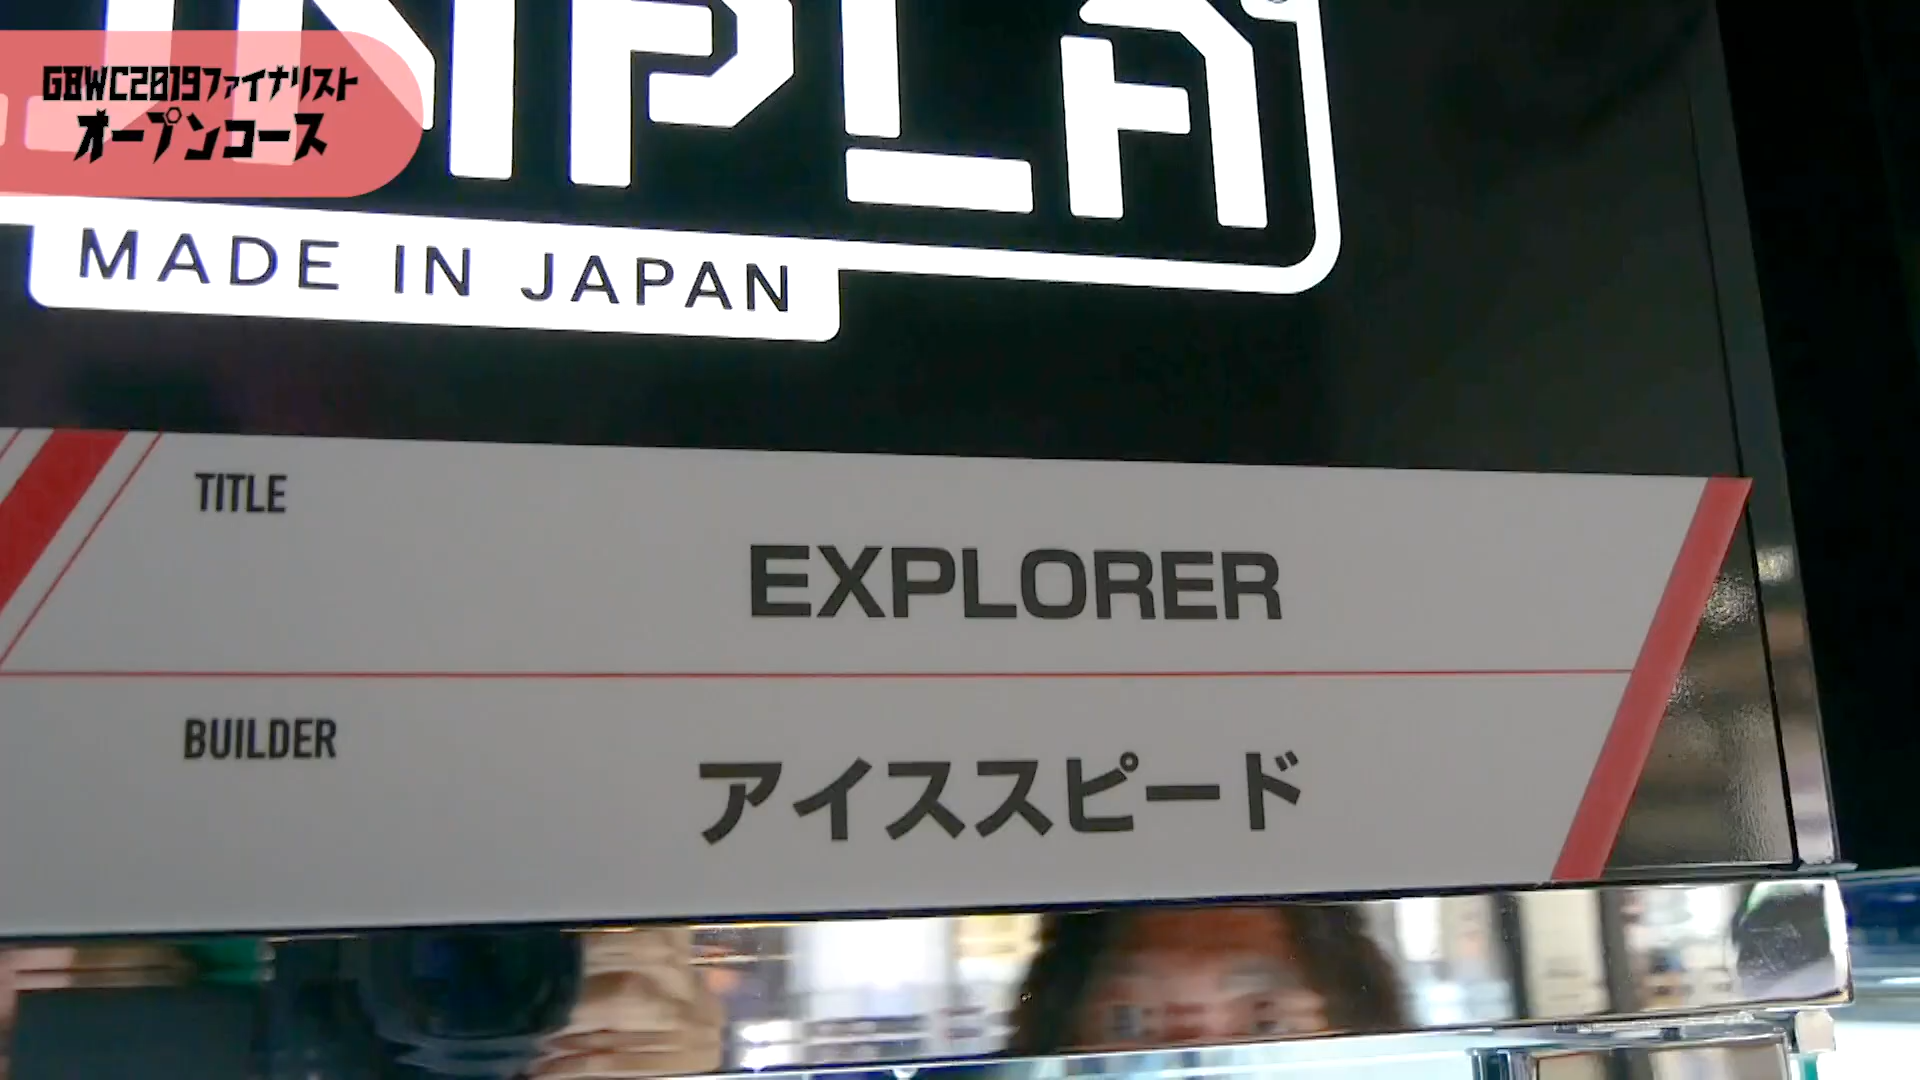 GBWC2019ファイナリスト
オープンコース
MADE IN JAPAN
TITLE
EXPLORER
BUILDER
アイススピード